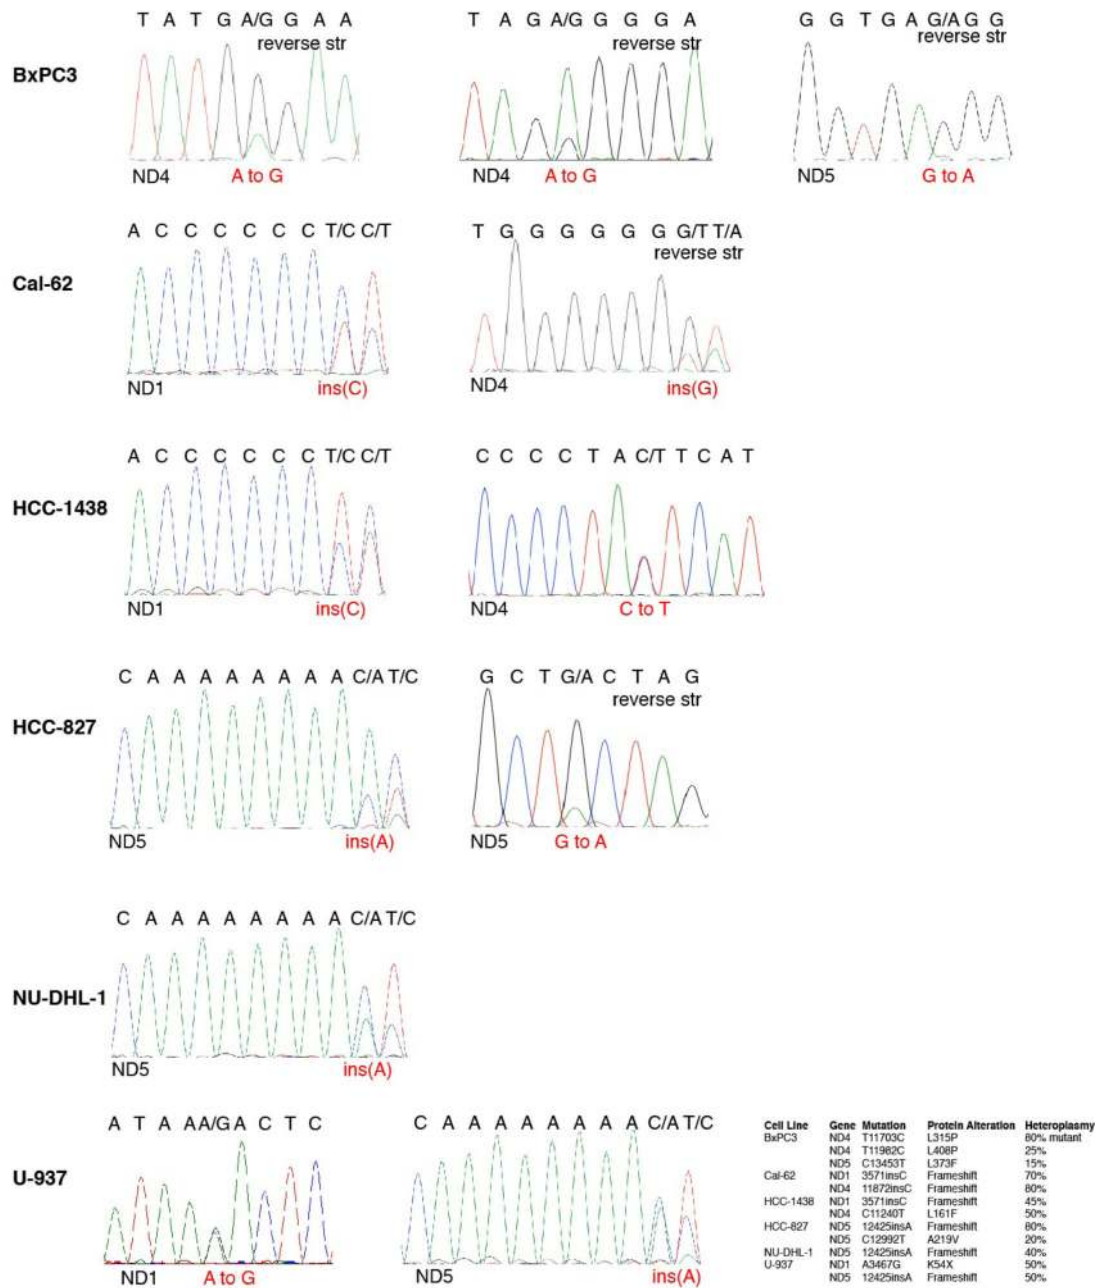 T A T G A/G G A A
reverse str
T A G A/G G G G A
reverse str
G G T G A G/A G G
reverse str
BxPC3
ND4 A to G
ND4 A to G
ND5 G to A
A C C C C C C T/C C/T
T G G G G G G G/T T/A
reverse str
Cal-62
ND1 ins(C)
ND4 ins(G)
A C C C C C C T/C C/T
C C C C T A C/T T C A T
HCC-1438
ND1 ins(C)
ND4 C to T
C A A A A A A A A C/A T/C
G C T G/A C T A G
reverse str
HCC-827
ND5 ins(A)
ND5 G to A
C A A A A A A A A C/A T/C
NU-DHL-1
ND5 ins(A)
A T A A A/G A C T C
C A A A A A A A A C/A T/C
U-937
ND1 A to G
ND5 ins(A)
Cell Line Gene Mutation Protein Alteration Heteroplasmy
BxPC3 ND4 T11703C L315P 80% mutant
ND4 T11982C L408P 25%
ND5 C13453T L373F 15%
Cal-62 ND1 3571insC Frameshift 70%
ND4 11872insC Frameshift 80%
HCC-1438 ND1 3571insC Frameshift 45%
ND4 C11240T L161F 50%
HCC-827 ND5 12425insA Frameshift 80%
ND5 C12992T A219V 20%
NU-DHL-1 ND5 12425insA Frameshift 40%
U-937 ND1 A3467G K54X 50%
ND5 12425insA Frameshift 50%